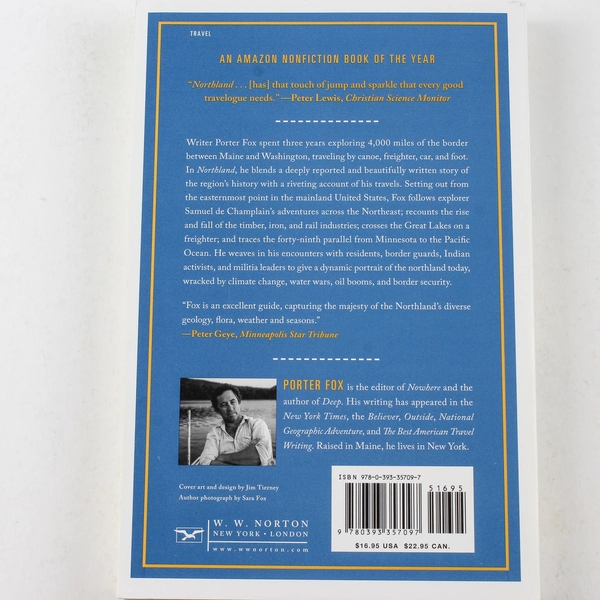 TRAVEL
AN AMAZON NONFICTION BOOK OF THE YEAR
“Northland . . . [has] that touch of jump and sparkle that every good
travelogue needs.”—Peter Lewis, Christian Science Monitor
Writer Porter Fox spent three years exploring 4,000 miles of the border
between Maine and Washington, traveling by canoe, freighter, car, and foot.
In Northland, he blends a deeply reported and beautifully written story of
the region’s history with a riveting account of his travels. Setting out from
the easternmost point in the mainland United States, Fox follows explorer
Samuel de Champlain’s adventures across the Northeast; recounts the rise
and fall of the timber, iron, and rail industries; crosses the Great Lakes on a
freighter; and traces the forty-ninth parallel from Minnesota to the Pacific
Ocean. He weaves in his encounters with residents, border guards, Indian
activists, and militia leaders to give a dynamic portrait of the northland today,
wracked by climate change, water wars, oil booms, and border security.
“Fox is an excellent guide, capturing the majesty of the Northland’s diverse
geology, flora, weather and seasons.”
—Peter Geye, Minneapolis Star Tribune
PORTER FOX is the editor of Nowhere and the
author of Deep. His writing has appeared in the
New York Times, the Believer, Outside, National
Geographic Adventure, and The Best American Travel
Writing. Raised in Maine, he lives in New York.
Cover art and design by Jim Tierney
Author photograph by Sara Fox
W. W. NORTON
NEW YORK • LONDON
www.wwnorton.com
ISBN 978-0-393-35709-7
51695
9 780393 357097
$16.95 USA $22.95 CAN.